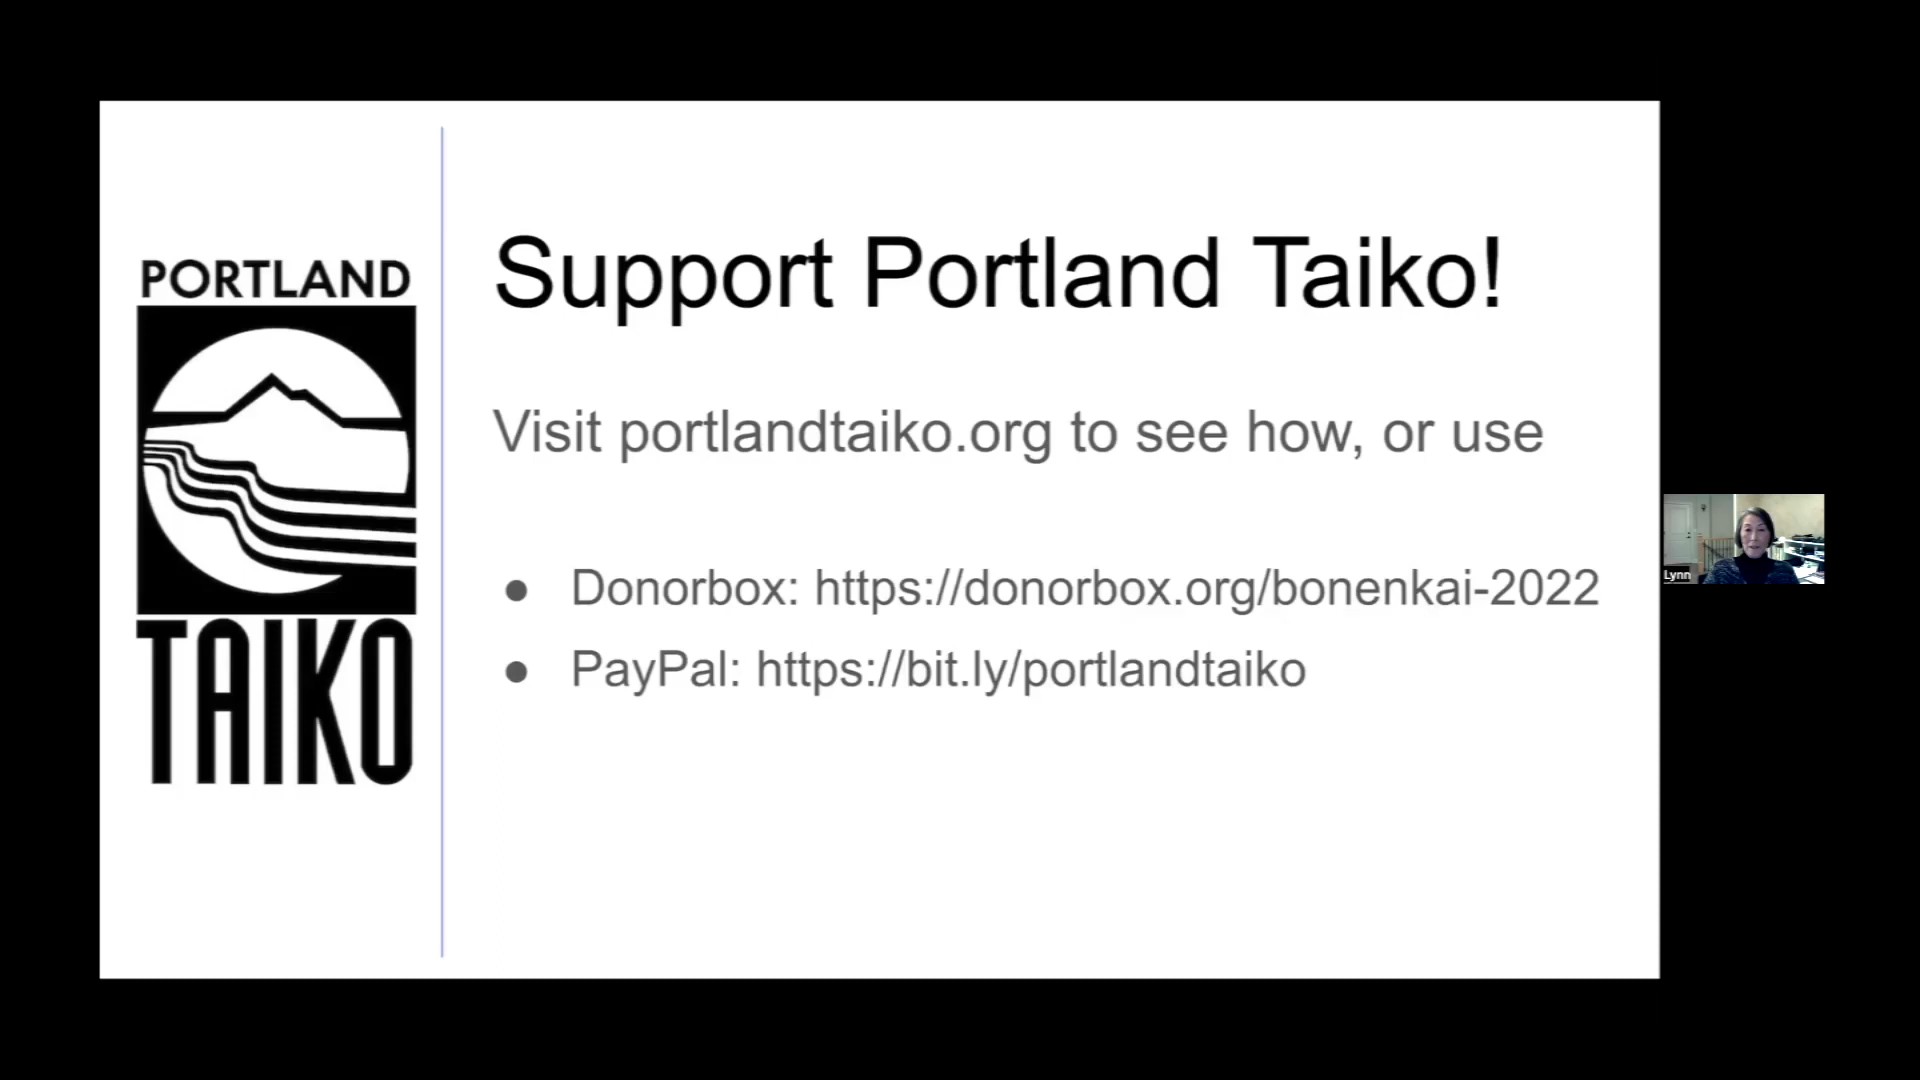 PORTLAND
TAIKO
Support Portland Taiko!
Visit portlandtaiko.org to see how, or use
● Donorbox: https://donorbox.org/bonenkai-2022
● PayPal: https://bit.ly/portlandtaiko
Lynn